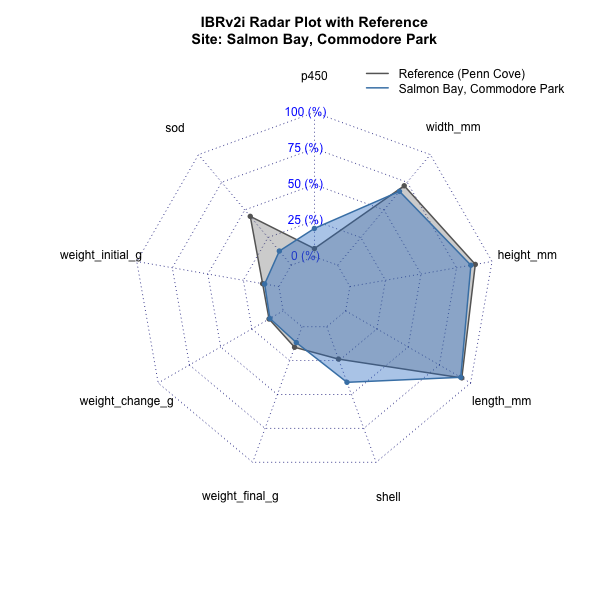 IBRv2i Radar Plot with Reference
Site: Salmon Bay, Commodore Park
p450
Reference (Penn Cove)
Salmon Bay, Commodore Park
100 (%)
sod
width_mm
75 (%)
50 (%)
25 (%)
weight_initial_g
0 (%)
height_mm
weight_change_g
length_mm
weight_final_g
shell